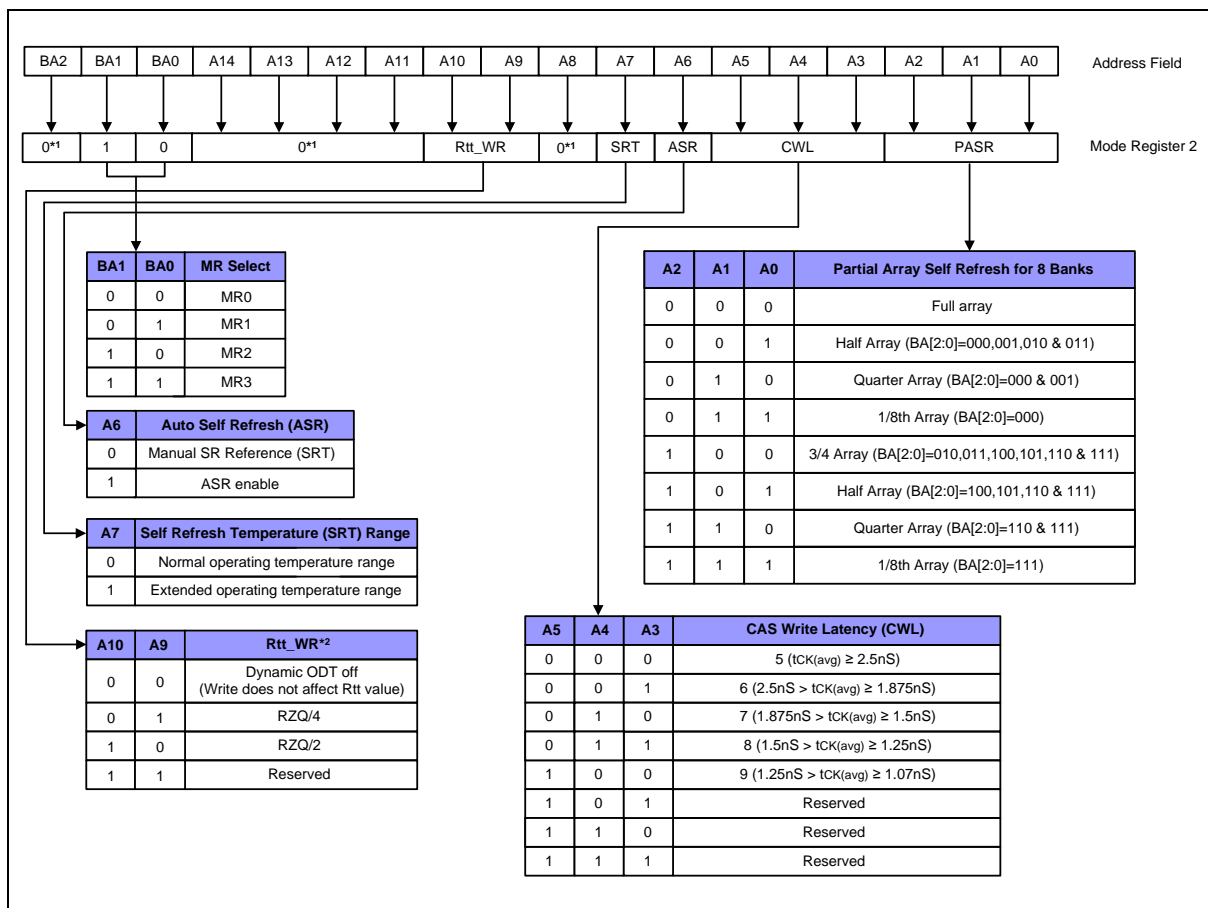 BA2 BA1 BA0 A14 A13 A12 A11 A10 A9 A8 A7 A6 A5 A4 A3 A2 A1 A0 Address Field
0*1 1 0 0*1 Rtt_WR 0*1 SRT ASR CWL PASR Mode Register 2
BA1 BA0 MR Select
0 0 MR0
0 1 MR1
1 0 MR2
1 1 MR3
A6 Auto Self Refresh (ASR)
0 Manual SR Reference (SRT)
1 ASR enable
A7 Self Refresh Temperature (SRT) Range
0 Normal operating temperature range
1 Extended operating temperature range
A10 A9 Rtt_WR*2
0 0 Dynamic ODT off
(Write does not affect Rtt value)
0 1 RZQ/4
1 0 RZQ/2
1 1 Reserved
A2 A1 A0 Partial Array Self Refresh for 8 Banks
0 0 0 Full array
0 0 1 Half Array (BA[2:0]=000,001,010 & 011)
0 1 0 Quarter Array (BA[2:0]=000 & 001)
0 1 1 1/8th Array (BA[2:0]=000)
1 0 0 3/4 Array (BA[2:0]=010,011,100,101,110 & 111)
1 0 1 Half Array (BA[2:0]=100,101,110 & 111)
1 1 0 Quarter Array (BA[2:0]=110 & 111)
1 1 1 1/8th Array (BA[2:0]=111)
A5 A4 A3 CAS Write Latency (CWL)
0 0 0 5 (tCK(avg) ≥ 2.5nS)
0 0 1 6 (2.5nS > tCK(avg) ≥ 1.875nS)
0 1 0 7 (1.875nS > tCK(avg) ≥ 1.5nS)
0 1 1 8 (1.5nS > tCK(avg) ≥ 1.25nS)
1 0 0 9 (1.25nS > tCK(avg) ≥ 1.07nS)
1 0 1 Reserved
1 1 0 Reserved
1 1 1 Reserved